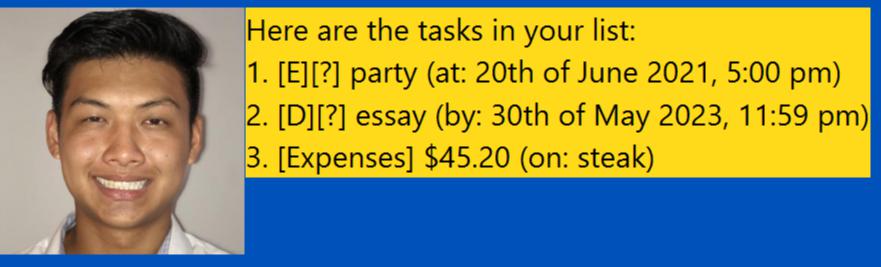 Here are the tasks in your list:
1. [E][?] party (at: 20th of June 2021, 5:00 pm)
2. [D][?] essay (by: 30th of May 2023, 11:59 pm)
3. [Expenses] $45.20 (on: steak)